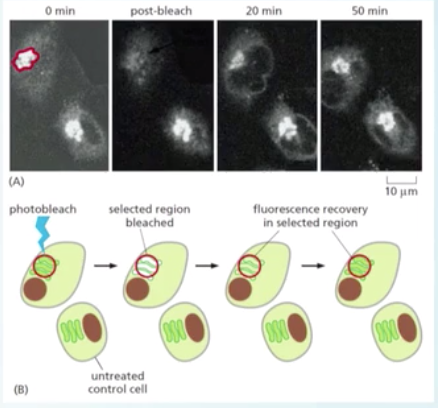 0 min post-bleach 20 min 50 min
(A)
10 μm
photobleach
selected region
bleached
fluorescence recovery
in selected region
untreated
control cell
(B)